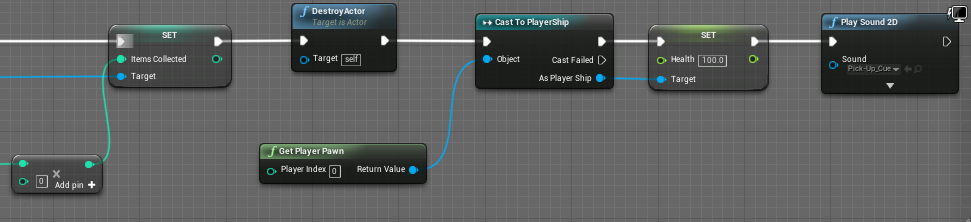 SET
Items Collected
Target
0
Add pin
DestroyActor
Target is Actor
Target self
Get Player Pawn
Player Index 0 Return Value
Cast To PlayerShip
Cast Failed
Object
As Player Ship
SET
Health 100.0
Target
Play Sound 2D
Sound
Pick-Up_Cue